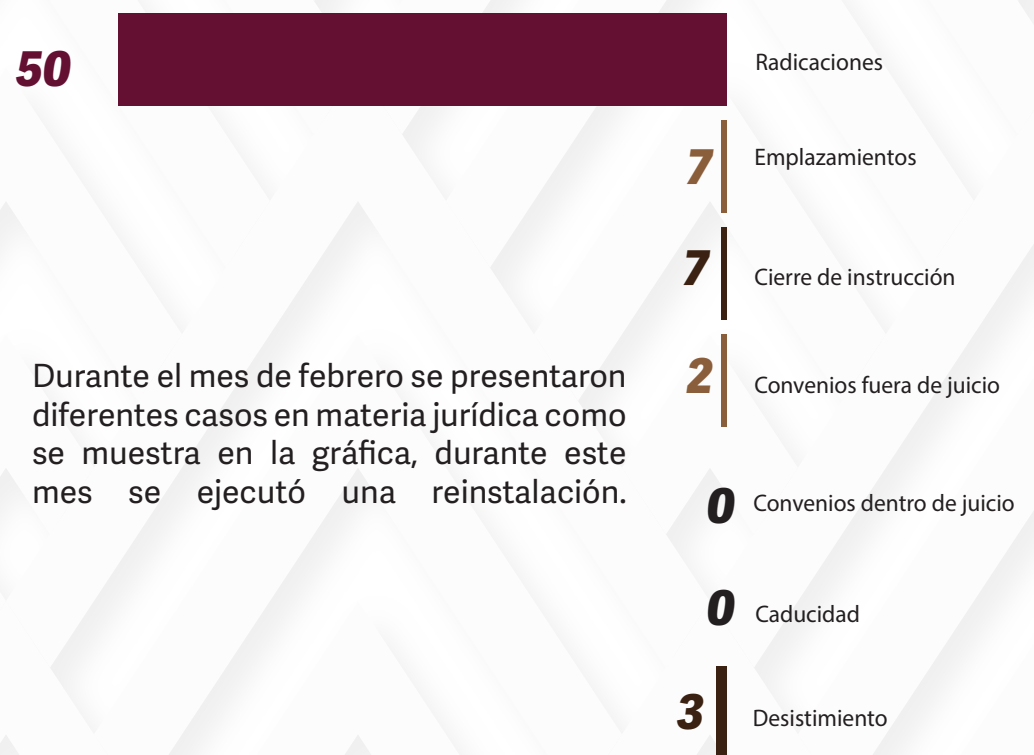 50 Radicaciones
7 Emplazamientos
7 Cierre de instrucción
Durante el mes de febrero se presentaron
diferentes casos en materia jurídica como
se muestra en la gráfica, durante este
mes se ejecutó una reinstalación.
2 Convenios fuera de juicio
0 Convenios dentro de juicio
0 Caducidad
3 Desistimiento